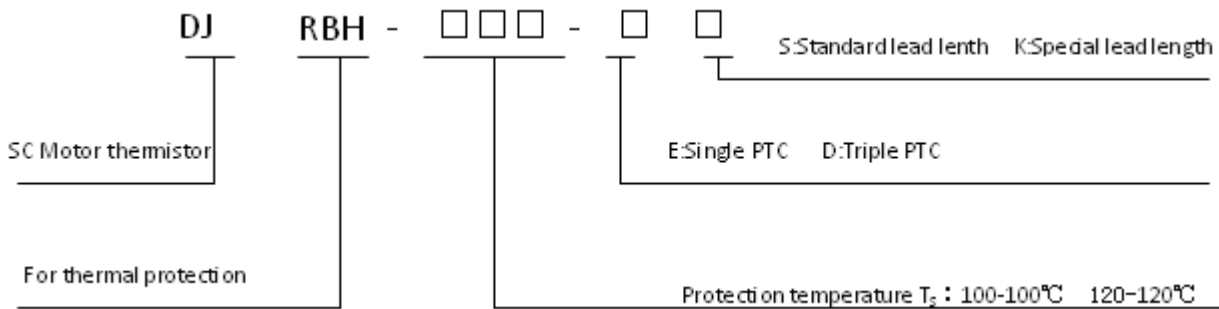 DJ RBH - □□□ - □ □
S:Standard lead lenth K:Special lead length
SC Motor thermistor
E:Single PTC D:Triple PTC
For thermal protection
Protection temperature Ts：100-100℃ 120-120℃